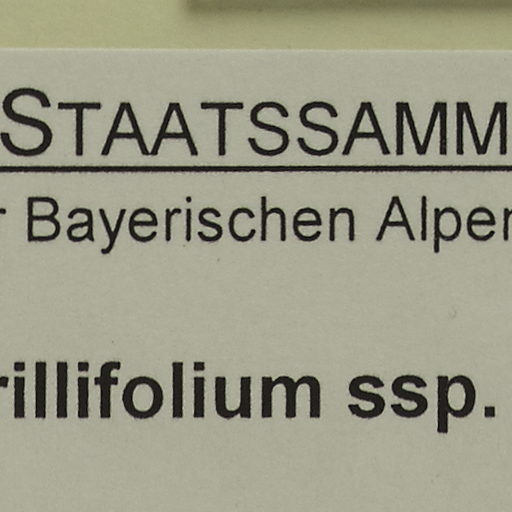 STAATSSAMM
r Bayerischen Alpen
rillifolium ssp.